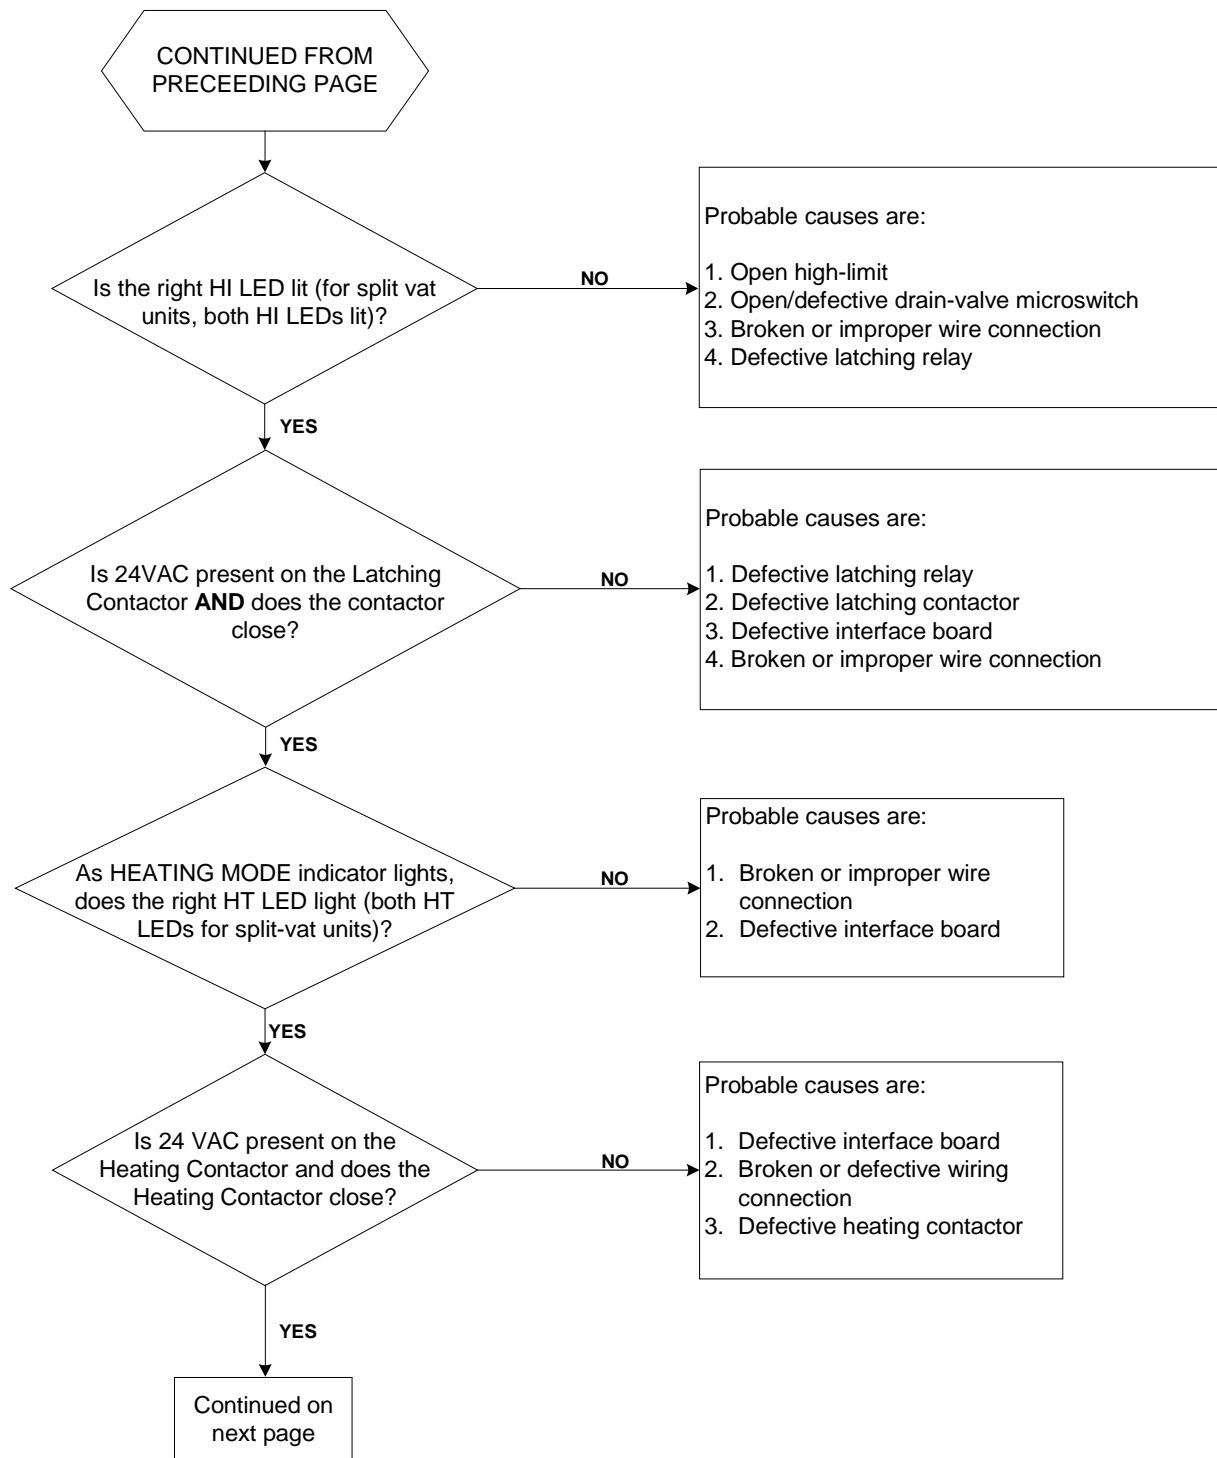 CONTINUED FROM
PRECEEDING PAGE
Is the right HI LED lit (for split vat
units, both HI LEDs lit)?
NO
Probable causes are:
1. Open high-limit
2. Open/defective drain-valve microswitch
3. Broken or improper wire connection
4. Defective latching relay
YES
Is 24VAC present on the Latching
Contactor AND does the contactor
close?
NO
Probable causes are:
1. Defective latching relay
2. Defective latching contactor
3. Defective interface board
4. Broken or improper wire connection
YES
As HEATING MODE indicator lights,
does the right HT LED light (both HT
LEDs for split-vat units)?
NO
Probable causes are:
1. Broken or improper wire
connection
2. Defective interface board
YES
Is 24 VAC present on the
Heating Contactor and does the
Heating Contactor close?
NO
Probable causes are:
1. Defective interface board
2. Broken or defective wiring
connection
3. Defective heating contactor
YES
Continued on
next page